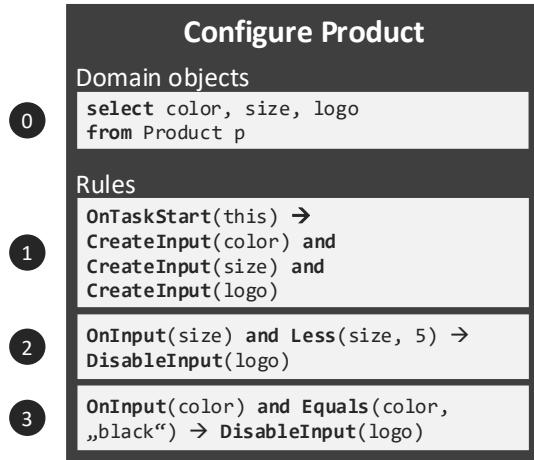 Configure Product
Domain objects
0
select color, size, logo
from Product p
Rules
1
OnTaskStart(this) →
CreateInput(color) and
CreateInput(size) and
CreateInput(logo)
2
OnInput(size) and Less(size, 5) →
DisableInput(logo)
3
OnInput(color) and Equals(color,
„black“) → DisableInput(logo)